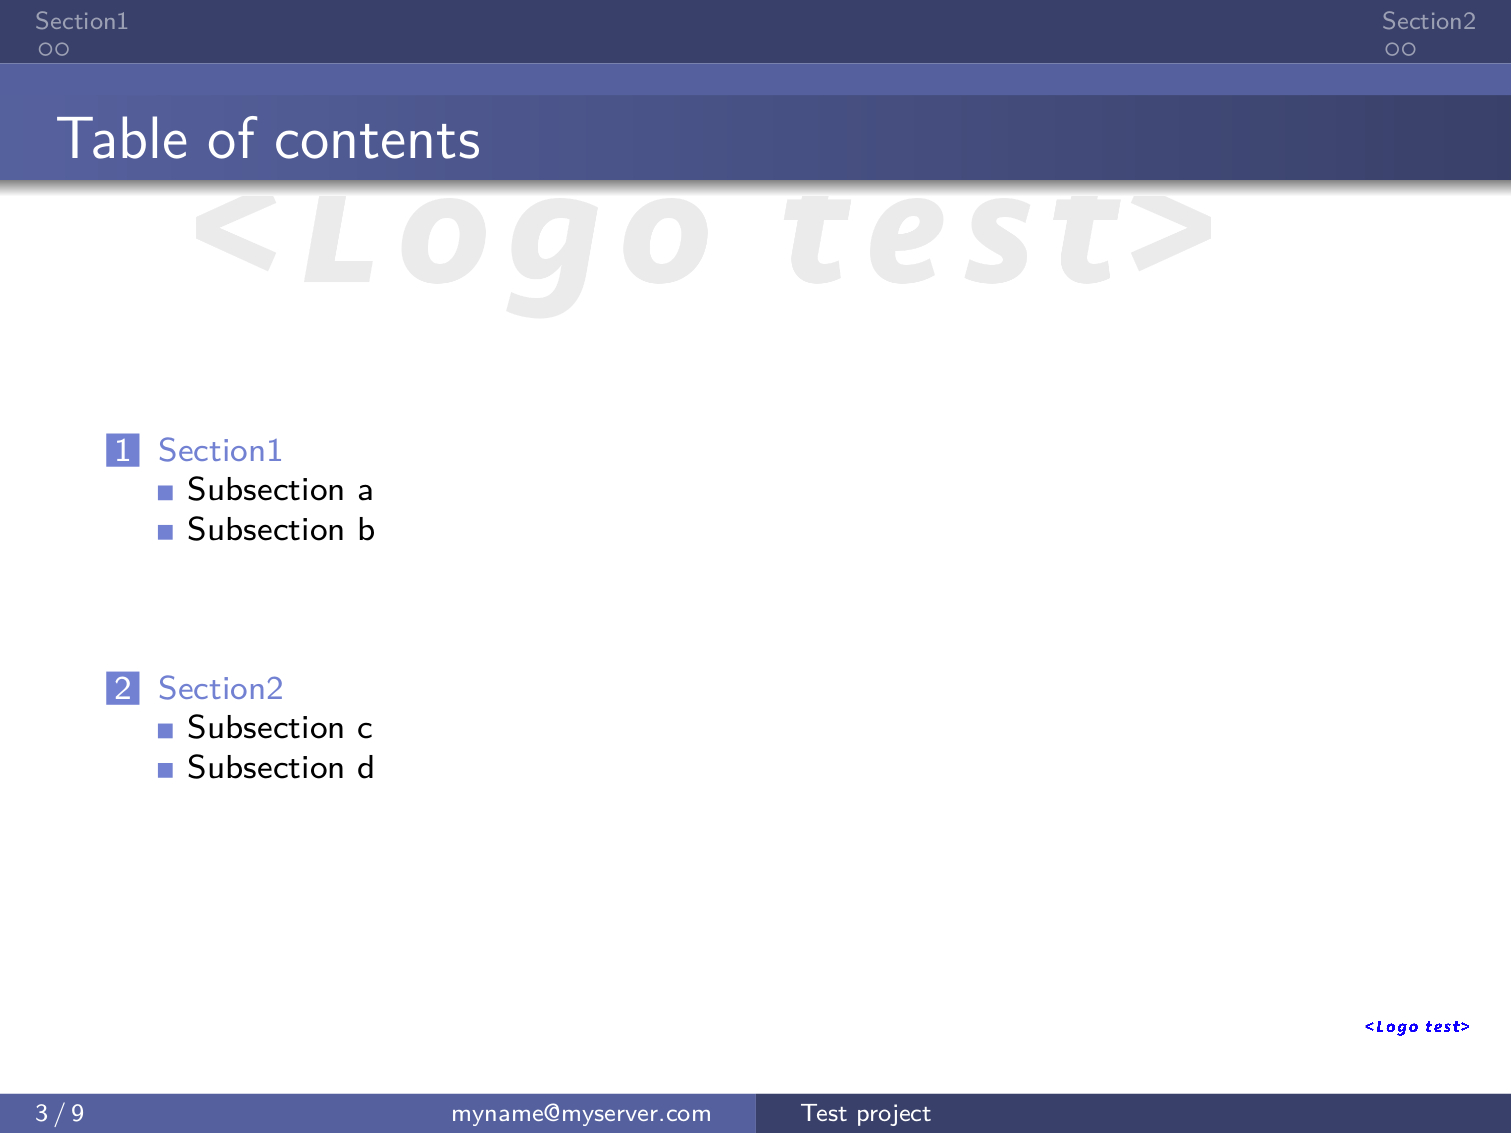 Section1 Section2
Table of contents
<Logo test>
1 Section1
Subsection a
Subsection b
2 Section2
Subsection c
Subsection d
<Logo test>
3 / 9 myname@myserver.com Test project